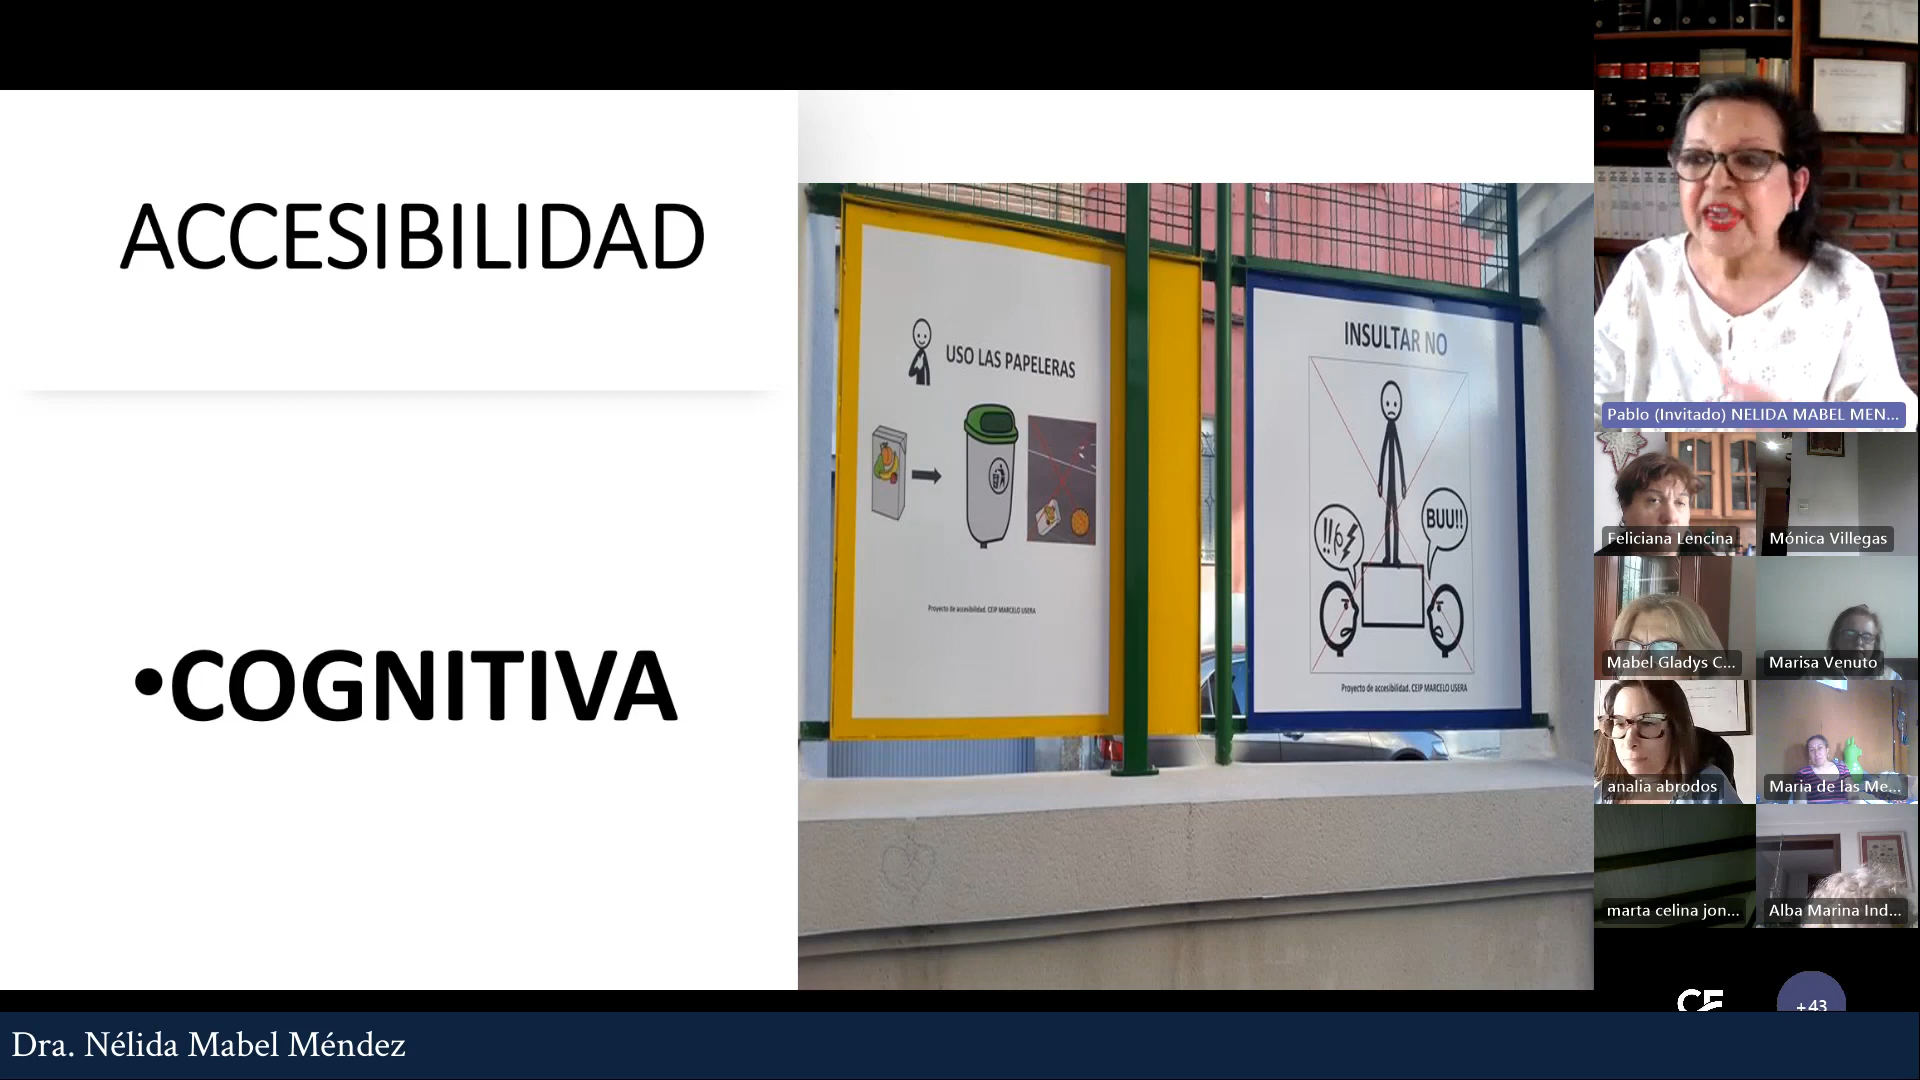 ACCESIBILIDAD
•COGNITIVA
USO LAS PAPELERAS
Proyecto de accesibilidad. CEIP MARCELO USERA
INSULTAR NO
BUU!!
Proyecto de accesibilidad. CEIP MARCELO USERA
Pablo (Invitado) NELIDA MABEL MEN...
Feliciana Lencina
Mónica Villegas
Mabel Gladys C...
Marisa Venuto
analia abrodos
Maria de las Me...
marta celina jon...
Alba Marina Ind...
+43
Dra. Nélida Mabel Méndez